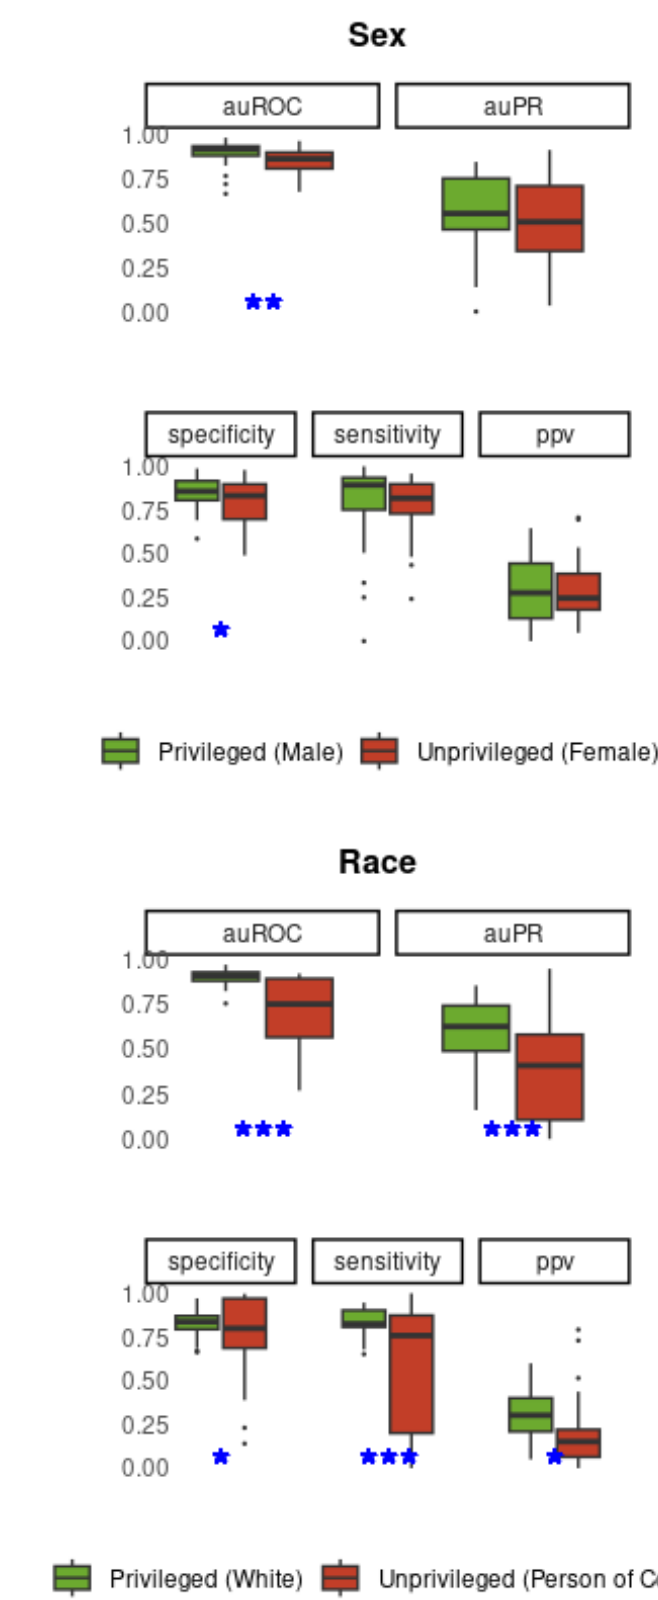 Sex
auROC auPR
1.00
0.75
0.50
0.25
0.00
specificity sensitivity ppv
1.00
0.75
0.50
0.25
0.00
Privileged (Male) Unprivileged (Female)
Race
auROC auPR
1.00
0.75
0.50
0.25
0.00
specificity sensitivity ppv
1.00
0.75
0.50
0.25
0.00
Privileged (White) Unprivileged (Person of C